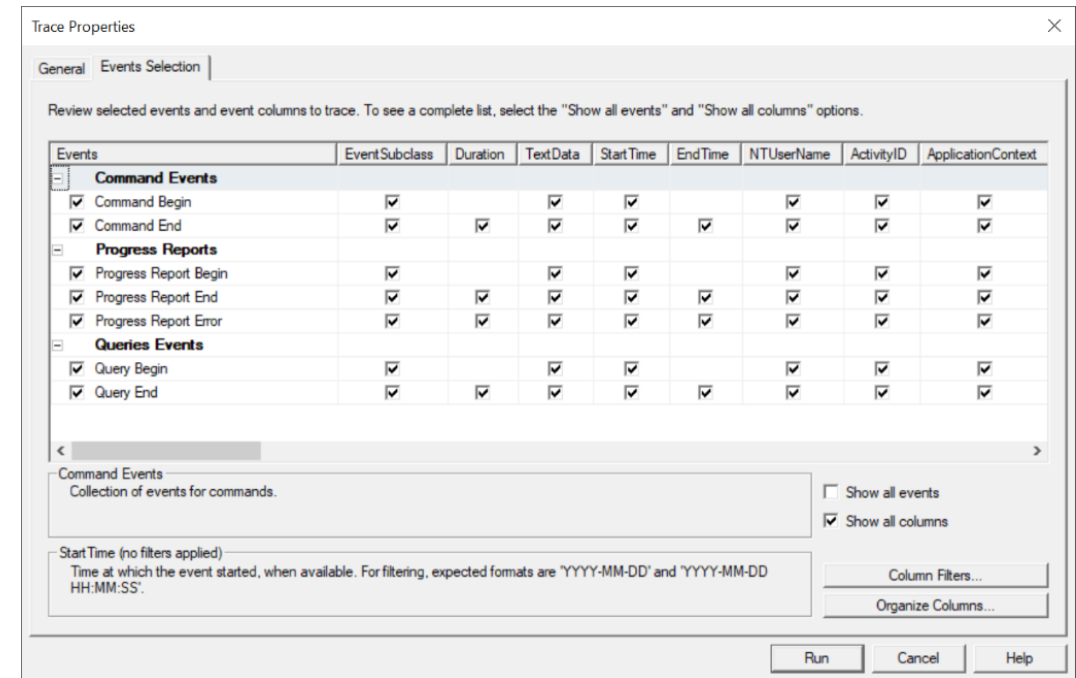 Trace Properties
General Events Selection
Review selected events and event columns to trace. To see a complete list, select the "Show all events" and "Show all columns" options.
Events EventSubclass Duration TextData StartTime EndTime NTUserName ActivityID ApplicationContext
Command Events
Command Begin
Command End
Progress Reports
Progress Report Begin
Progress Report End
Progress Report Error
Queries Events
Query Begin
Query End
Command Events
Collection of events for commands.
Show all events
Show all columns
StartTime (no filters applied)
Time at which the event started, when available. For filtering, expected formats are 'YYYY-MM-DD' and 'YYYY-MM-DD
HH:MM:SS'.
Column Filters...
Organize Columns...
Run Cancel Help